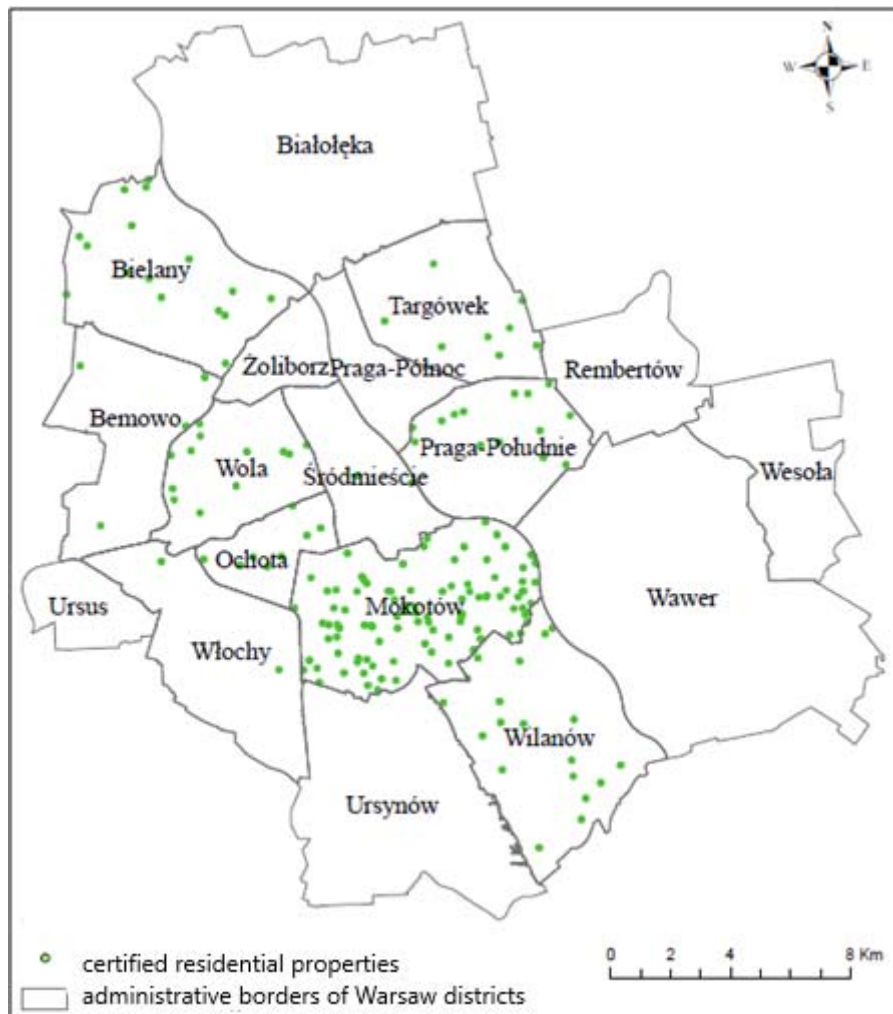 N
W E
S
Białołęka
Bielany
Targówek
Żoliborz
Praga-Północ
Rembertów
Bemowo
Praga-Południe
Wola
Śródmieście
Wesoła
Ochota
Ursus
Mokotów
Wawer
Włochy
Wilanów
Ursynów
certified residential properties
administrative borders of Warsaw districts
0 2 4 8 Km